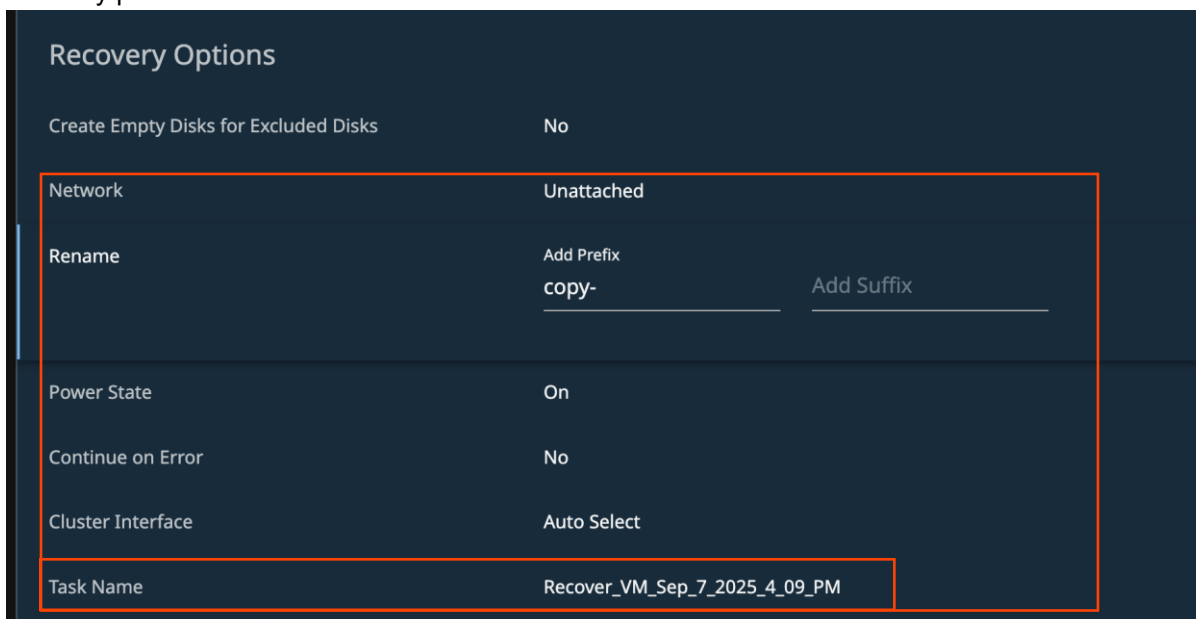 Recovery Options
Create Empty Disks for Excluded Disks No
Network Unattached
Rename Add Prefix
copy- Add Suffix
Power State On
Continue on Error No
Cluster Interface Auto Select
Task Name Recover_VM_Sep_7_2025_4_09_PM